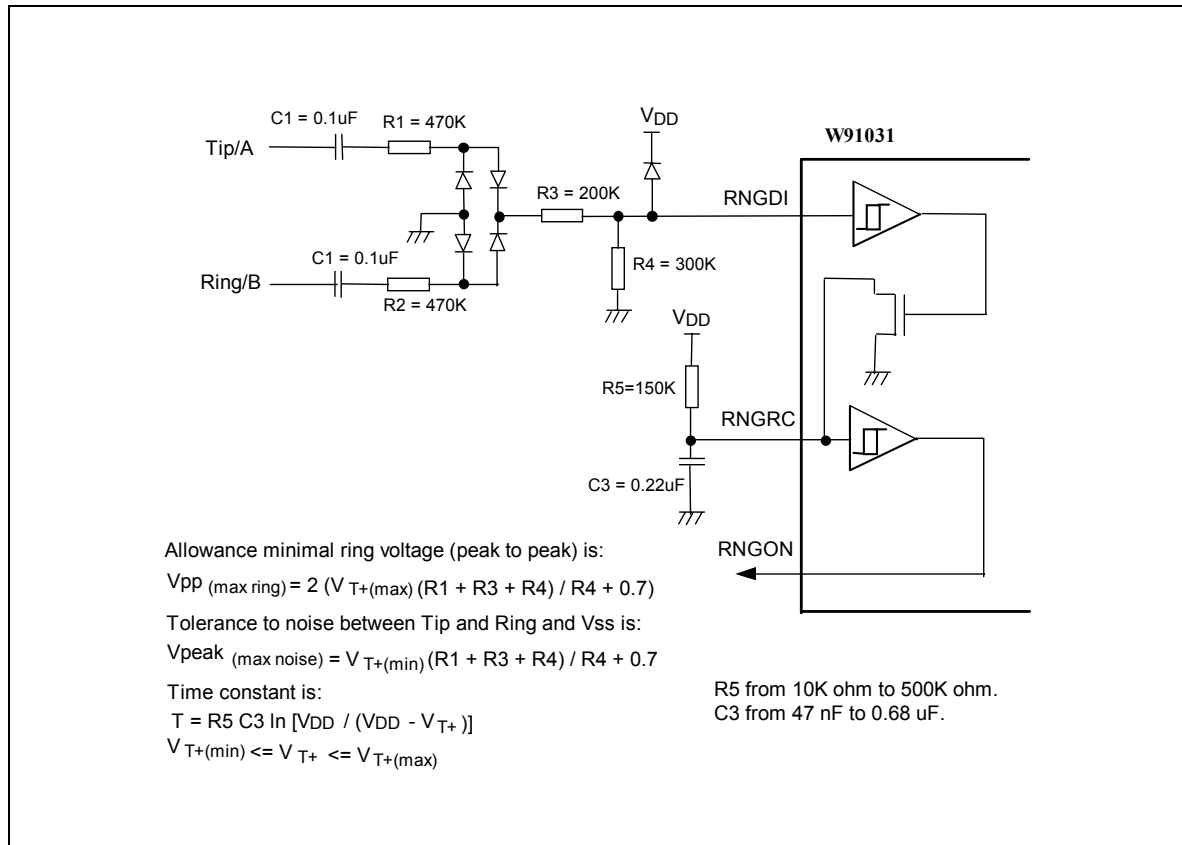 C1 = 0.1uF
R1 = 470K
Tip/A
VDD
W91031
R3 = 200K
RNGDI
C1 = 0.1uF
R4 = 300K
Ring/B
R2 = 470K
VDD
R5=150K
RNGRC
C3 = 0.22uF
RNGON
Allowance minimal ring voltage (peak to peak) is:
Vpp (max ring) = 2 (V T+(max) (R1 + R3 + R4) / R4 + 0.7)
Tolerance to noise between Tip and Ring and Vss is:
Vpeak (max noise) = V T+(min) (R1 + R3 + R4) / R4 + 0.7
Time constant is:
T = R5 C3 ln [VDD / (VDD - V T+ )]
V T+(min) <= V T+ <= V T+(max)
R5 from 10K ohm to 500K ohm.
C3 from 47 nF to 0.68 uF.